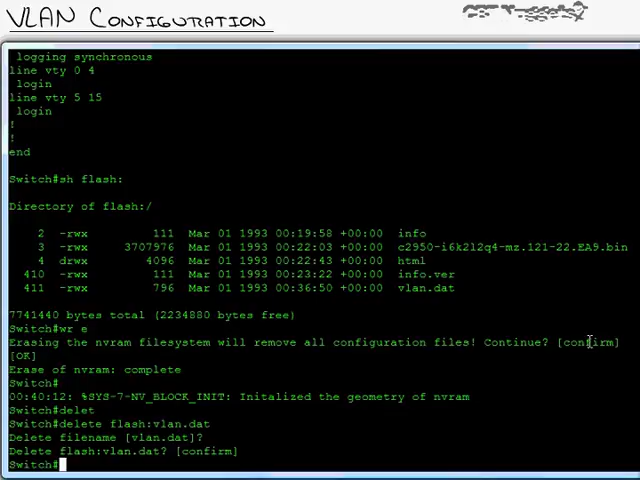 VLAN CONFIGURATION
logging synchronous
line vty 0 4
login
line vty 5 15
login
!
!
end
Switch#sh flash:
Directory of flash:/
2 -rwx 111 Mar 01 1993 00:19:58 +00:00 info
3 -rwx 3707976 Mar 01 1993 00:22:03 +00:00 c2950-i6k2l2q4-mz.121-22.EA9.bin
4 drwx 4096 Mar 01 1993 00:22:43 +00:00 html
410 -rwx 111 Mar 01 1993 00:23:22 +00:00 info.ver
411 -rwx 796 Mar 01 1993 00:36:50 +00:00 vlan.dat
7741440 bytes total (2234880 bytes free)
Switch#wr e
Erasing the nvram filesystem will remove all configuration files! Continue? [confirm]
[OK]
Erase of nvram: complete
Switch#
00:40:12: %SYS-7-NV_BLOCK_INIT: Initalized the geometry of nvram
Switch#delet
Switch#delete flash:vlan.dat
Delete filename [vlan.dat]?
Delete flash:vlan.dat? [confirm]
Switch#